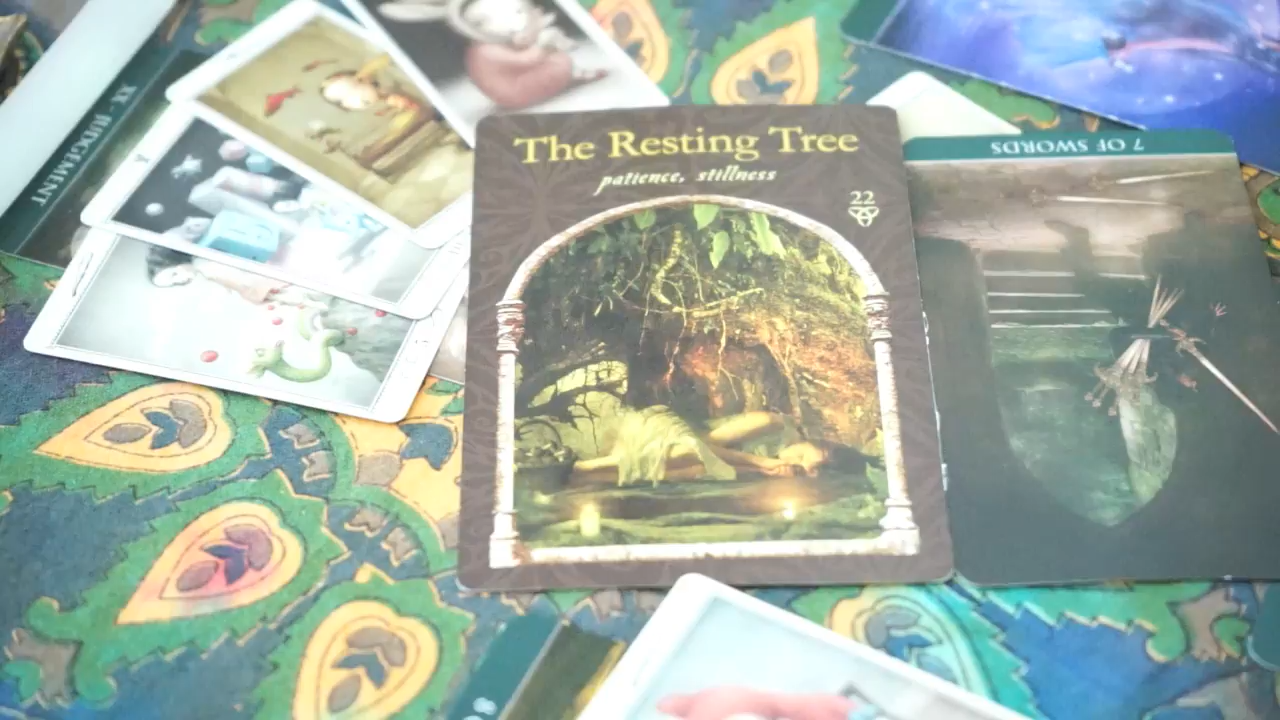 The Resting Tree
patience, stillness
22
7 OF SWORDS
XX - JUDGEMENT